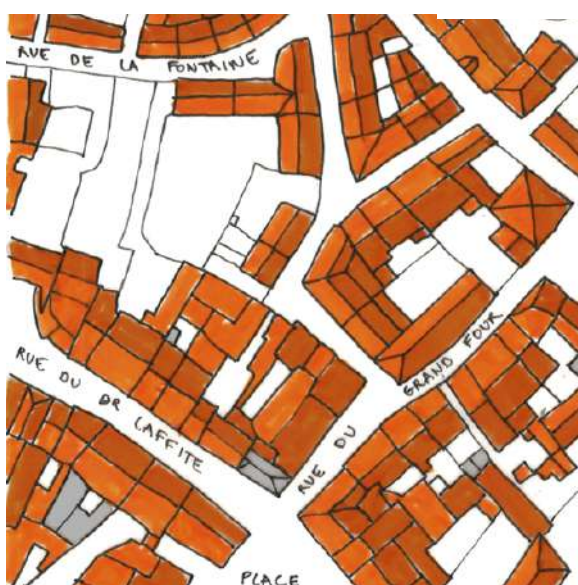 RUE DE LA FONTAINE
RUE DU DR LAFFITE
RUE DU GRAND FOUR
PLACE